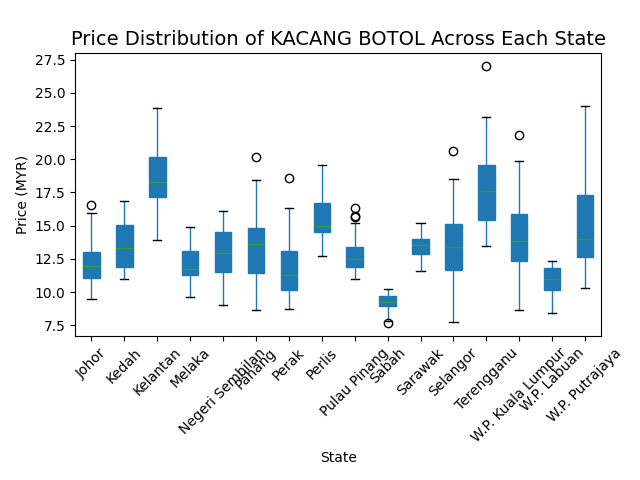 Price Distribution of KACANG BOTOL Across Each State
Price (MYR)
27.5
25.0
22.5
20.0
17.5
15.0
12.5
10.0
7.5
Johor
Kedah
Kelantan
Melaka
Negeri Sembilan
Pahang
Perak
Perlis
Pulau Pinang
Sabah
Sarawak
Selangor
Terengganu
W.P. Kuala Lumpur
W.P. Labuan
W.P. Putrajaya
State